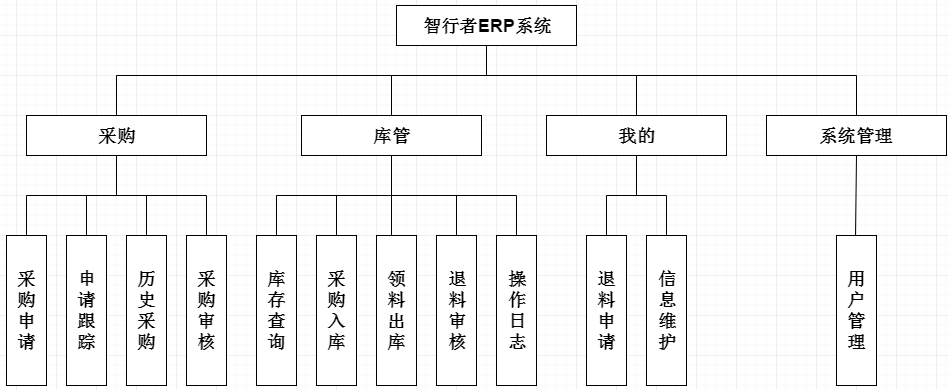 智行者ERP系统
采购
库管
我的
系统管理
采购申请
申请跟踪
历史采购
采购审核
库存查询
采购入库
领料出库
退料审核
操作日志
退料申请
信息维护
用户管理